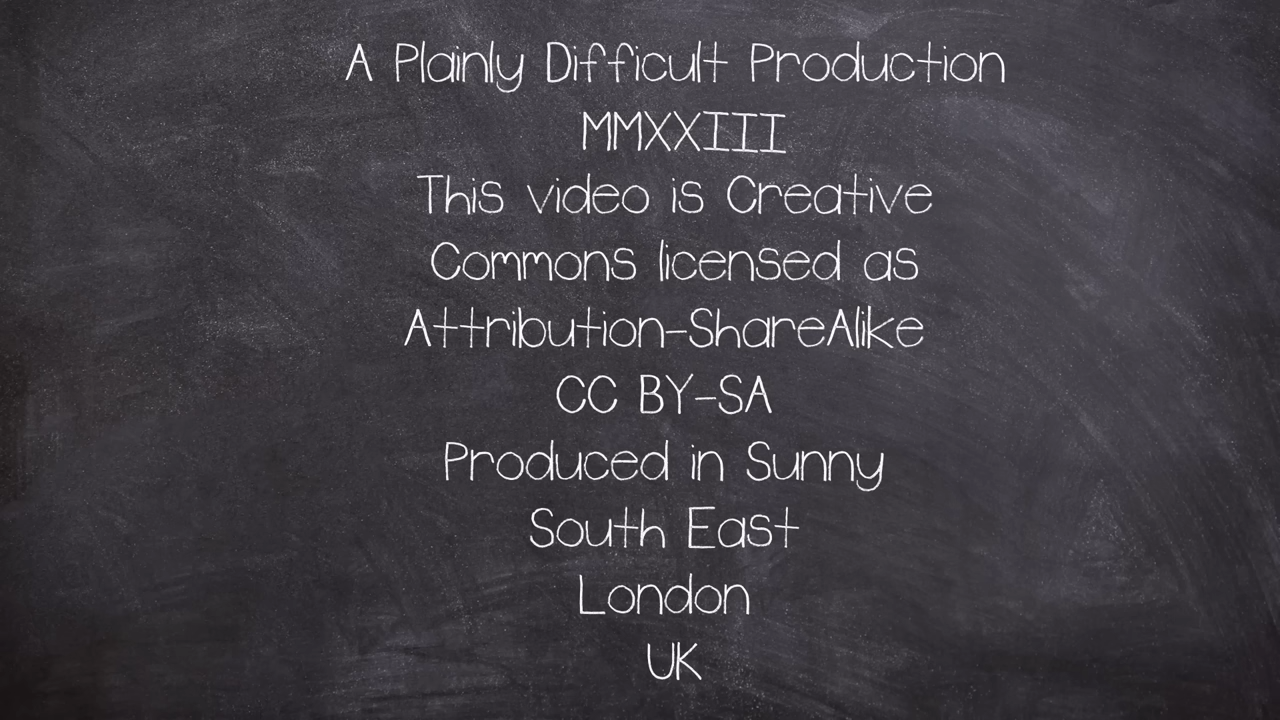 A Plainly Difficult Production
MMXXIII
This video is Creative
Commons licensed as
Attribution-ShareAlike
CC BY-SA
Produced in Sunny
South East
London
UK